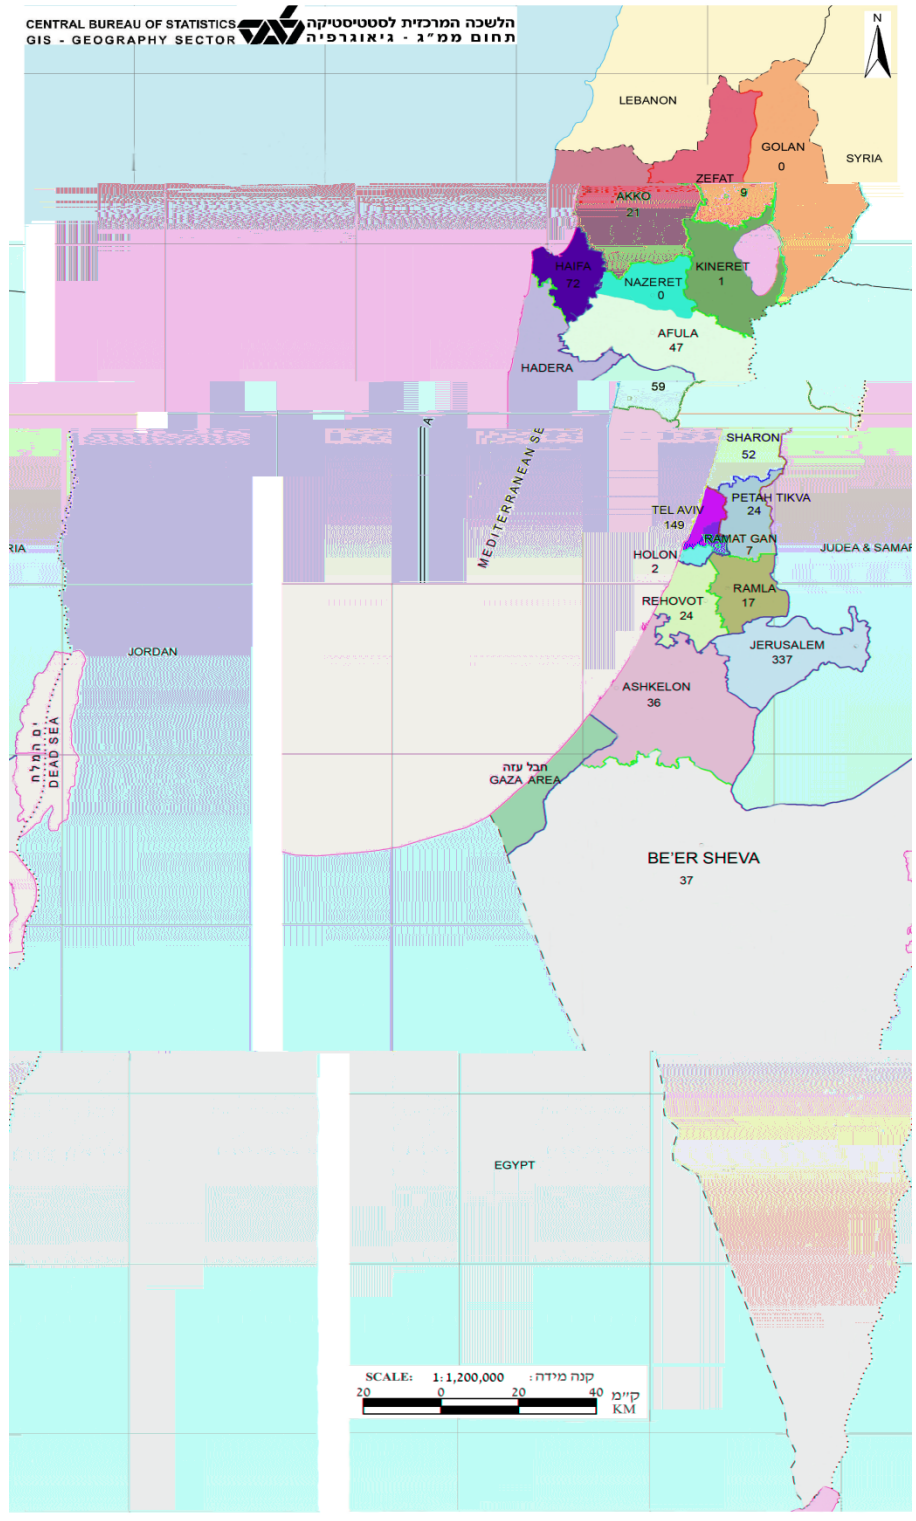 CENTRAL BUREAU OF STATISTICS
GIS - GEOGRAPHY SECTOR
הלשכה המרכזית לסטטיסטיקה
תחום ממ"ג - גיאוגרפיה
N
LEBANON
GOLAN
0
SYRIA
ZEFAT
9
AKKO
21
HAIFA
72
NAZERET
0
KINERET
1
AFULA
47
HADERA
59
MEDITERRANEAN SE
A
SHARON
52
PETAH TIKVA
24
TEL AVIV
149
RAMAT GAN
7
HOLON
2
RIA
JUDEA & SAMAR
REHOVOT
24
RAMLA
17
JERUSALEM
337
JORDAN
ASHKELON
36
ים המלח
DEAD SEA
חבל עזה
GAZA AREA
BE'ER SHEVA
37
EGYPT
SCALE: 1:1,200,000 קנה מידה:
20 0 20 40 ק"מ
KM